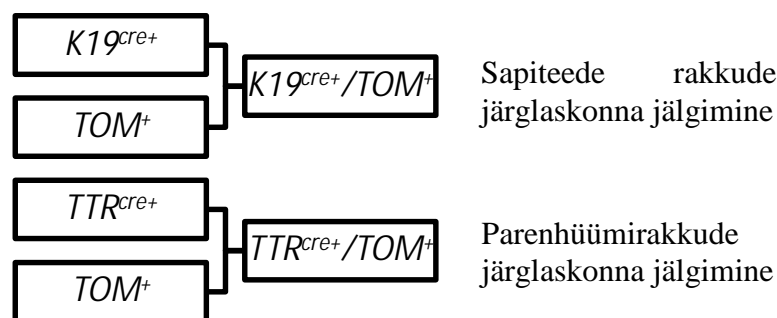 K19cre+
TOM+
K19cre+/TOM+
Sapiteede rakkude
järglaskonna jälgimine
TTRcre+
TOM+
TTRcre+/TOM+
Parenhüümirakkude
järglaskonna jälgimine